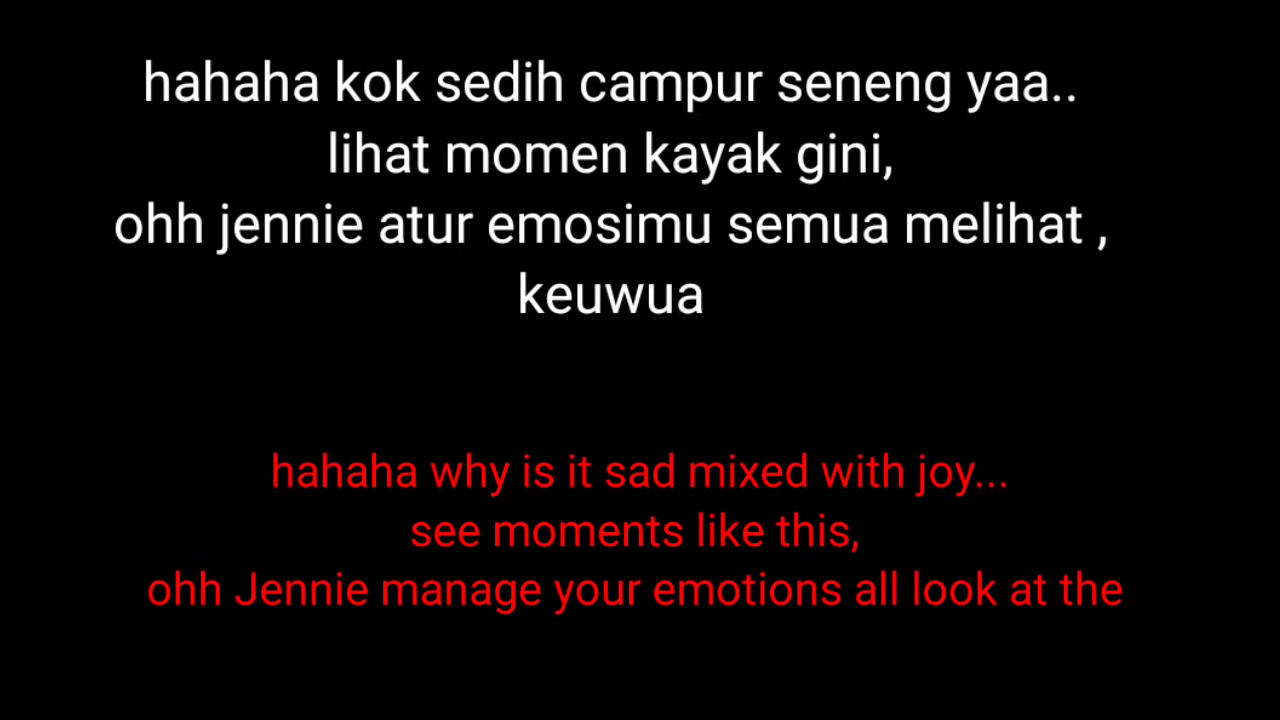 hahaha kok sedih campur seneng yaa..
lihat momen kayak gini,
ohh jennie atur emosimu semua melihat ,
keuwua
hahaha why is it sad mixed with joy...
see moments like this,
ohh Jennie manage your emotions all look at the